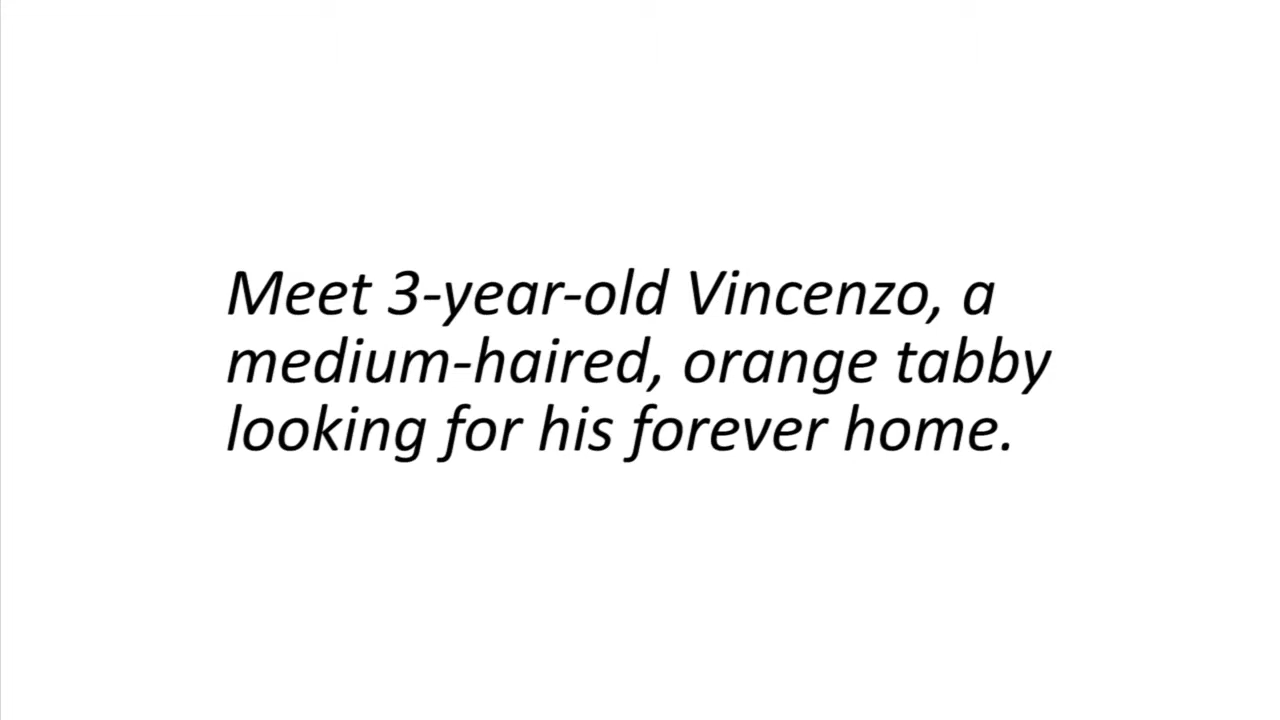 Meet 3-year-old Vincenzo, a
medium-haired, orange tabby
looking for his forever home.